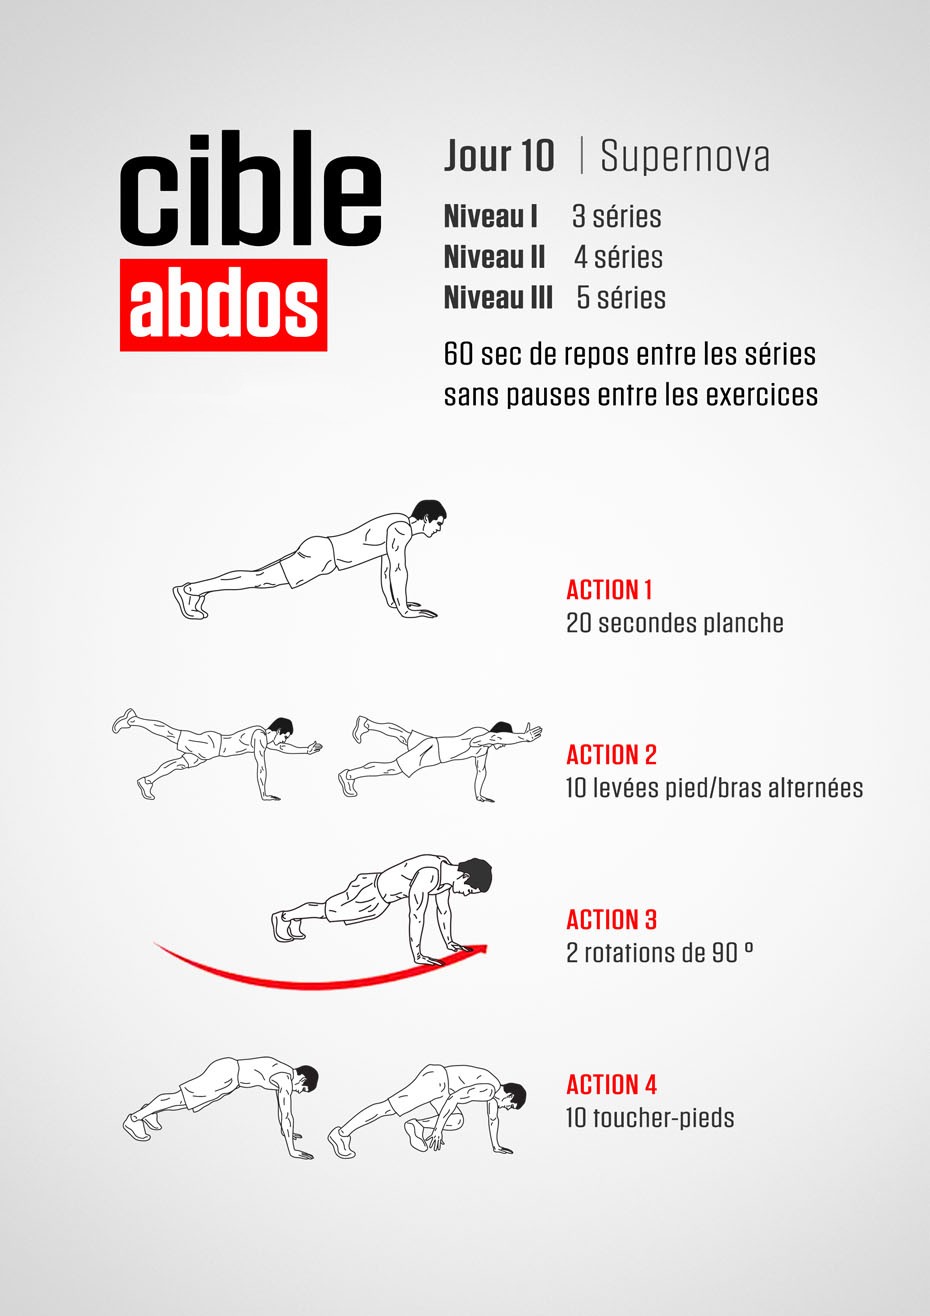 cible
abdos
Jour 10 | Supernova
Niveau I 3 séries
Niveau II 4 séries
Niveau III 5 séries
60 sec de repos entre les séries
sans pauses entre les exercices
ACTION 1
20 secondes planche
ACTION 2
10 levées pied/bras alternées
ACTION 3
2 rotations de 90 º
ACTION 4
10 toucher-pieds